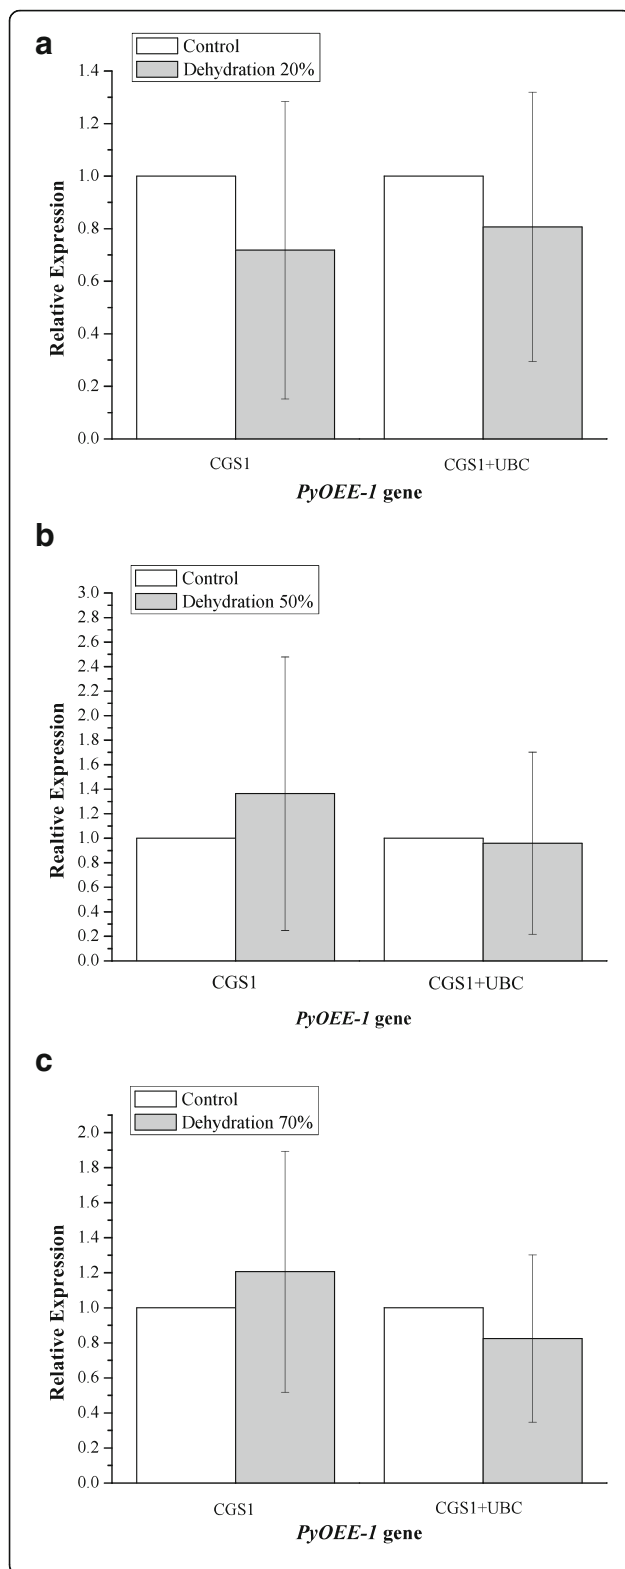 a
Control
Dehydration 20%
1.4
1.2
1.0
0.8
0.6
0.4
0.2
0.0
Relative Expression
CGS1
CGS1+UBC
PyOEE-1 gene
b
Control
Dehydration 50%
3.0
2.8
2.6
2.4
2.2
2.0
1.8
1.6
1.4
1.2
1.0
0.8
0.6
0.4
0.2
0.0
Realtive Expression
CGS1
CGS1+UBC
PyOEE-1 gene
c
Control
Dehydration 70%
2.0
1.8
1.6
1.4
1.2
1.0
0.8
0.6
0.4
0.2
0.0
Relative Expression
CGS1
CGS1+UBC
PyOEE-1 gene